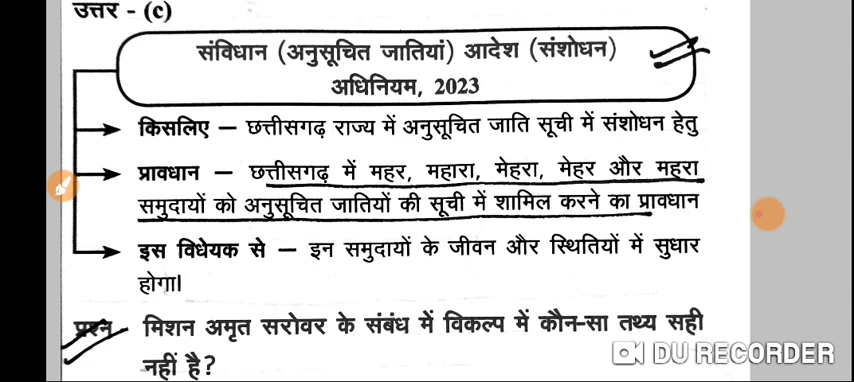 उत्तर - (c)
संविधान (अनुसूचित जातियां) आदेश (संशोधन)
अधिनियम, 2023
किसलिए – छत्तीसगढ़ राज्य में अनुसूचित जाति सूची में संशोधन हेतु
प्रावधान – छत्तीसगढ़ में महर, महारा, मेहरा, मेहर और महरा
समुदायों को अनुसूचित जातियों की सूची में शामिल करने का प्रावधान
इस विधेयक से – इन समुदायों के जीवन और स्थितियों में सुधार
होगा।
प्रश्न- मिशन अमृत सरोवर के संबंध में विकल्प में कौन-सा तथ्य सही
नहीं है?
DU RECORDER